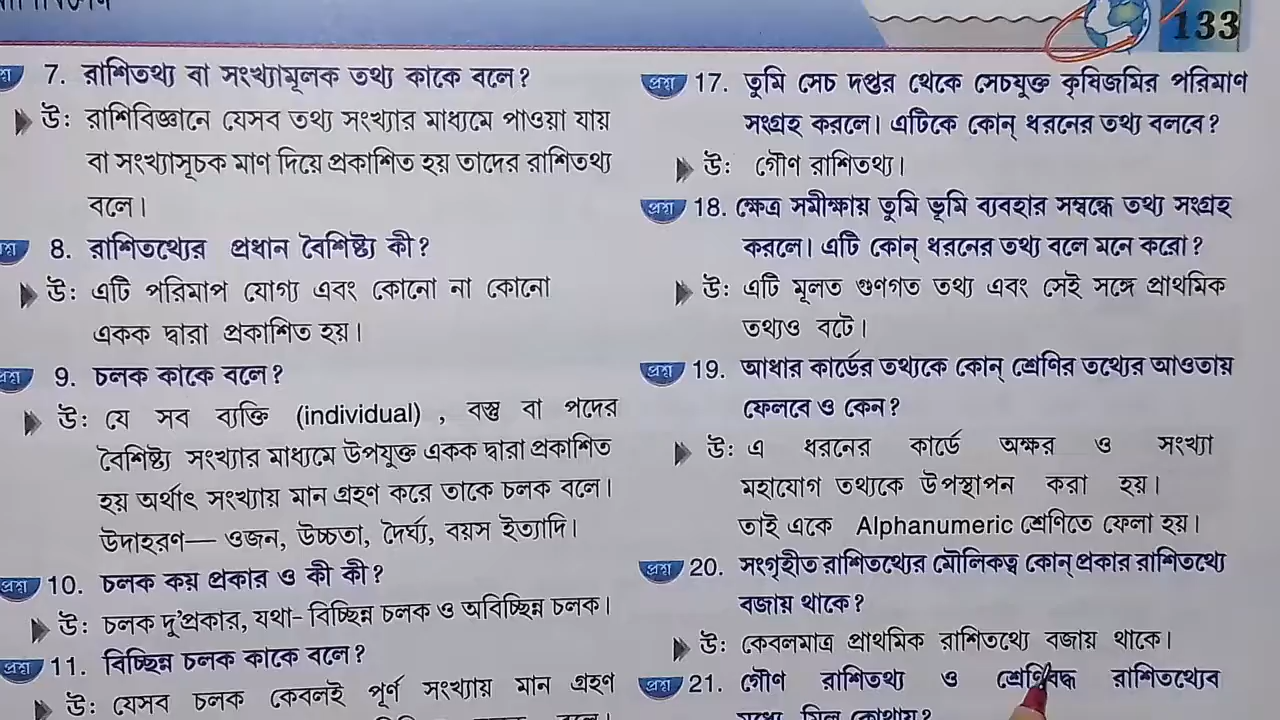 133
7. রাশিতথ্য বা সংখ্যামূলক তথ্য কাকে বলে?
উঃ রাশিবিজ্ঞানে যেসব তথ্য সংখ্যার মাধ্যমে পাওয়া যায়
বা সংখ্যাসূচক মাণ দিয়ে প্রকাশিত হয় তাদের রাশিতথ্য
বলে।
8. রাশিতথ্যের প্রধান বৈশিষ্ট্য কী?
উঃ এটি পরিমাপ যোগ্য এবং কোনো না কোনো
একক দ্বারা প্রকাশিত হয়।
প্রশ্ন 9. চলক কাকে বলে?
উঃ যে সব ব্যক্তি (individual) , বস্তু বা পদের
বৈশিষ্ট্য সংখ্যার মাধ্যমে উপযুক্ত একক দ্বারা প্রকাশিত
হয় অর্থাৎ সংখ্যায় মান গ্রহণ করে তাকে চলক বলে।
উদাহরণ— ওজন, উচ্চতা, দৈর্ঘ্য, বয়স ইত্যাদি।
প্রশ্ন 10. চলক কয় প্রকার ও কী কী?
উঃ চলক দু'প্রকার, যথা- বিচ্ছিন্ন চলক ও অবিচ্ছিন্ন চলক।
প্রশ্ন 11. বিচ্ছিন্ন চলক কাকে বলে?
উঃ যেসব চলক কেবলই পূর্ণ সংখ্যায় মান গ্রহণ
প্রশ্ন 17. তুমি সেচ দপ্তর থেকে সেচযুক্ত কৃষিজমির পরিমাণ
সংগ্রহ করলে। এটিকে কোন্ ধরনের তথ্য বলবে?
উঃ গৌণ রাশিতথ্য।
প্রশ্ন 18. ক্ষেত্র সমীক্ষায় তুমি ভূমি ব্যবহার সম্বন্ধে তথ্য সংগ্রহ
করলে। এটি কোন্ ধরনের তথ্য বলে মনে করো?
উঃ এটি মূলত গুণগত তথ্য এবং সেই সঙ্গে প্রাথমিক
তথ্যও বটে।
প্রশ্ন 19. আধার কার্ডের তথ্যকে কোন্ শ্রেণির তথ্যের আওতায়
ফেলবে ও কেন?
উঃ এ ধরনের কার্ডে অক্ষর ও সংখ্যা
মহাযোগ তথ্যকে উপস্থাপন করা হয়।
তাই একে Alphanumeric শ্রেণিতে ফেলা হয়।
প্রশ্ন 20. সংগৃহীত রাশিতথ্যের মৌলিকত্ব কোন্ প্রকার রাশিতথ্যে
বজায় থাকে?
উঃ কেবলমাত্র প্রাথমিক রাশিতথ্যে বজায় থাকে।
প্রশ্ন 21. গৌণ রাশিতথ্য ও রাশিতথ্যের